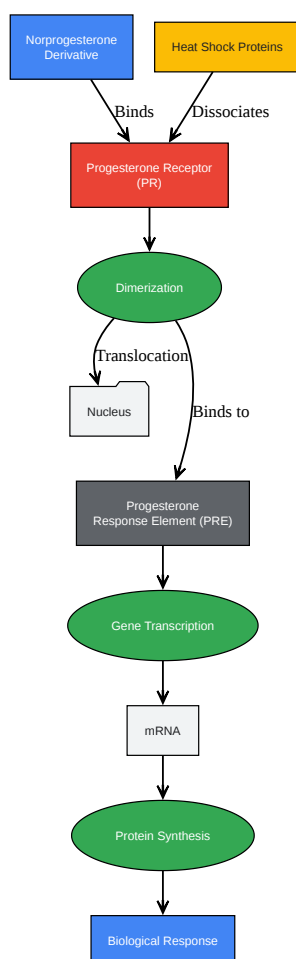 Norprogesterone
Derivative
Heat Shock Proteins
Binds
Dissociates
Progesterone Receptor
(PR)
Dimerization
Translocation
Nucleus
Binds to
Progesterone
Response Element (PRE)
Gene Transcription
mRNA
Protein Synthesis
Biological Response